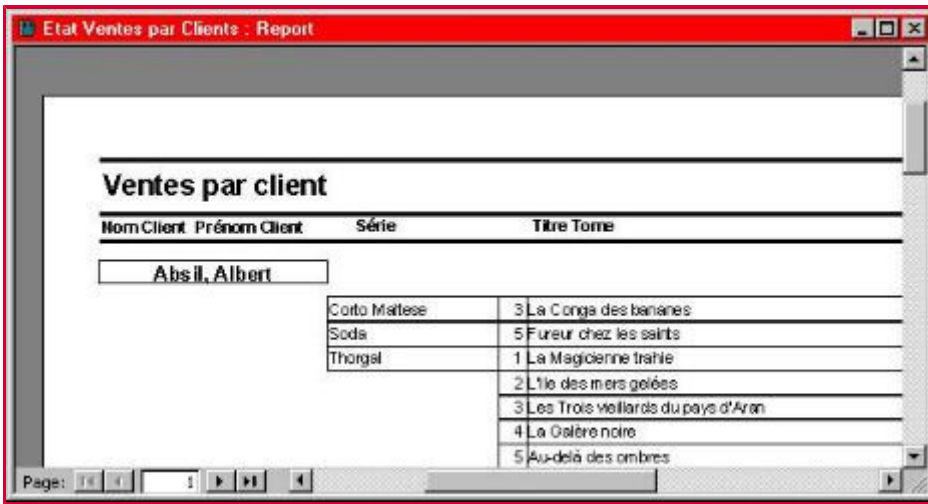 Etat Ventes par Clients : Report
Ventes par client
Nom Client Prénom Client Série Titre Tome
Absil, Albert
Corto Maltese 3 La Conga des bananes
Soda 5 Fureur chez les saints
Thorgal 1 La Magicienne trahie
2 L'île des mers gelées
3 Les Trois vieillards du pays d'Aran
4 La Galère noire
5 Au-delà des ombres
Page: 1